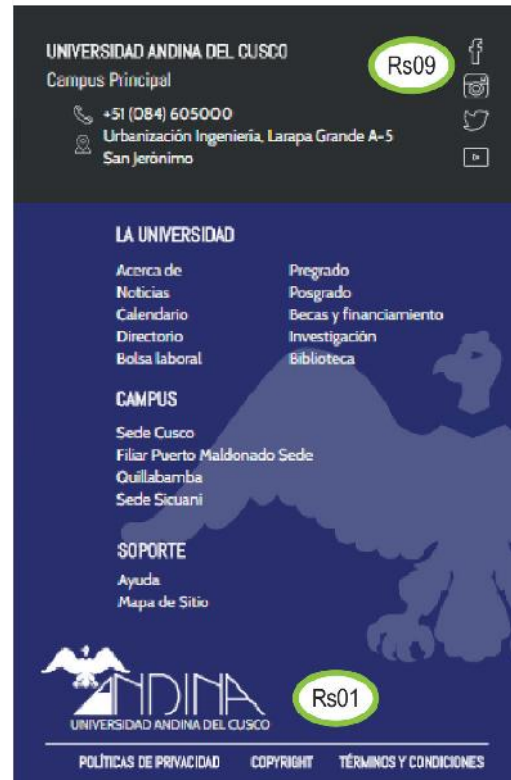 UNIVERSIDAD ANDINA DEL CUSCO
Campus Principal
Rs09
+51 (084) 605000
Urbanización Ingeniería, Larapa Grande A-5
San Jerónimo
LA UNIVERSIDAD
Acerca de
Noticias
Calendario
Directorio
Bolsa laboral
Pregrado
Posgrado
Becas y financiamiento
Investigación
Biblioteca
CAMPUS
Sede Cusco
Filiar Puerto Maldonado Sede
Quillabamba
Sede Sicuani
SOPORTE
Ayuda
Mapa de Sitio
ANDINA
UNIVERSIDAD ANDINA DEL CUSCO
Rs01
POLÍTICAS DE PRIVACIDAD COPYRIGHT TÉRMINOS Y CONDICIONES